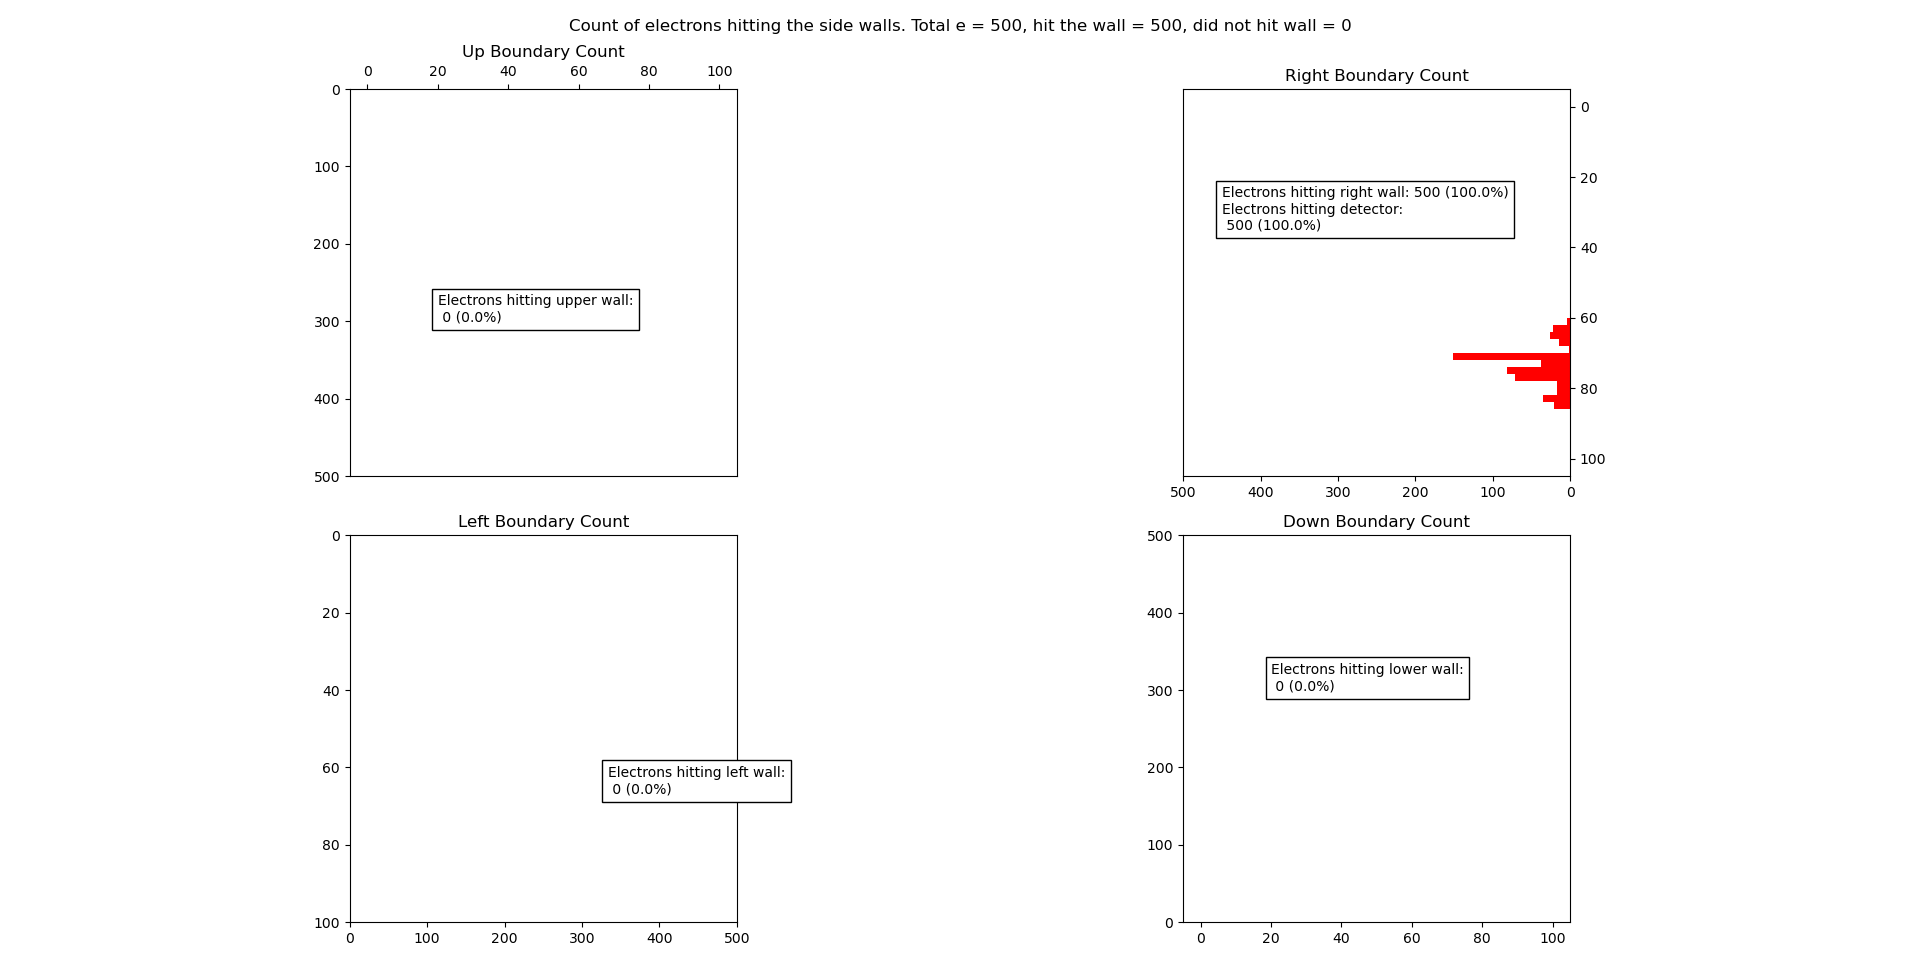 Count of electrons hitting the side walls. Total e = 500, hit the wall = 500, did not hit wall = 0
Up Boundary Count
0 20 40 60 80 100
0
100
200
300
400
500
Electrons hitting upper wall:
0 (0.0%)
Right Boundary Count
0
20
40
60
80
100
Electrons hitting right wall: 500 (100.0%)
Electrons hitting detector:
500 (100.0%)
500 400 300 200 100 0
Left Boundary Count
0
20
40
60
80
100
Electrons hitting left wall:
0 (0.0%)
0 100 200 300 400 500
Down Boundary Count
500
400
300
200
100
0
Electrons hitting lower wall:
0 (0.0%)
0 20 40 60 80 100